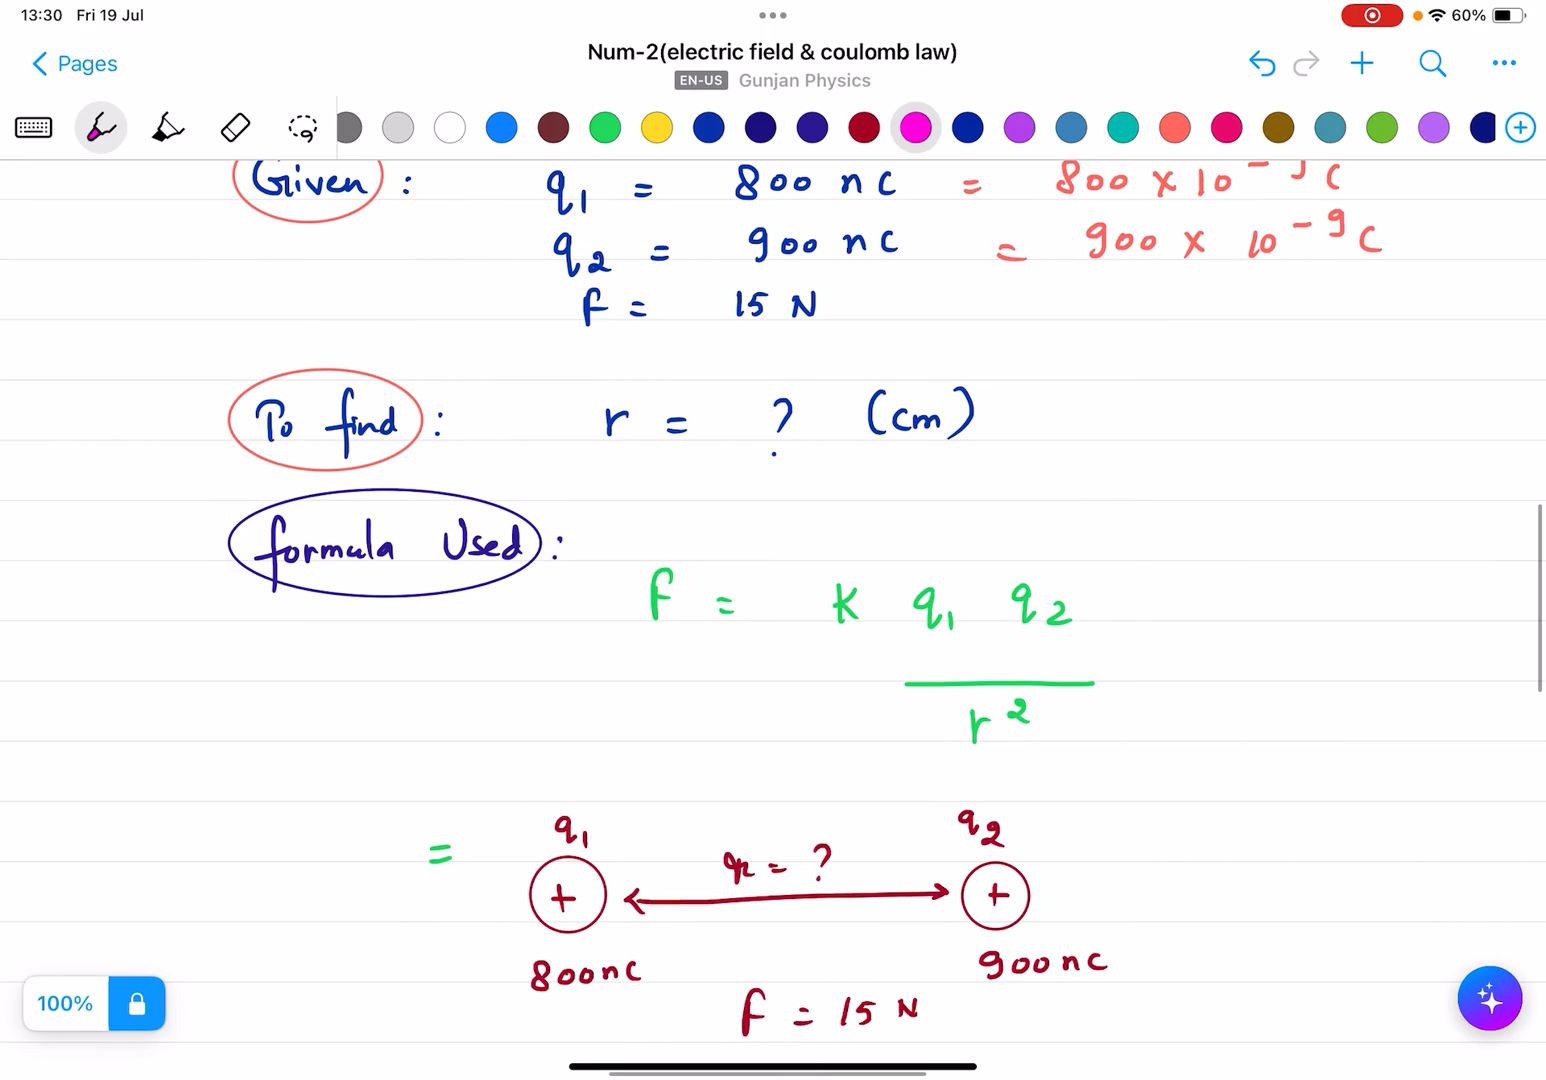 13:30 Fri 19 Jul
60%
Pages
Num-2(electric field & coulomb law)
EN-US Gunjan Physics
Given : q1 = 800 nC = 800 × 10⁻⁹ C
q2 = 900 nC = 900 × 10⁻⁹ C
F = 15 N
To find : r = ? (cm)
formula Used :
F = K q1 q2
r²
q1 q2
= + r = ? +
800nC 900nC
F = 15 N
100%